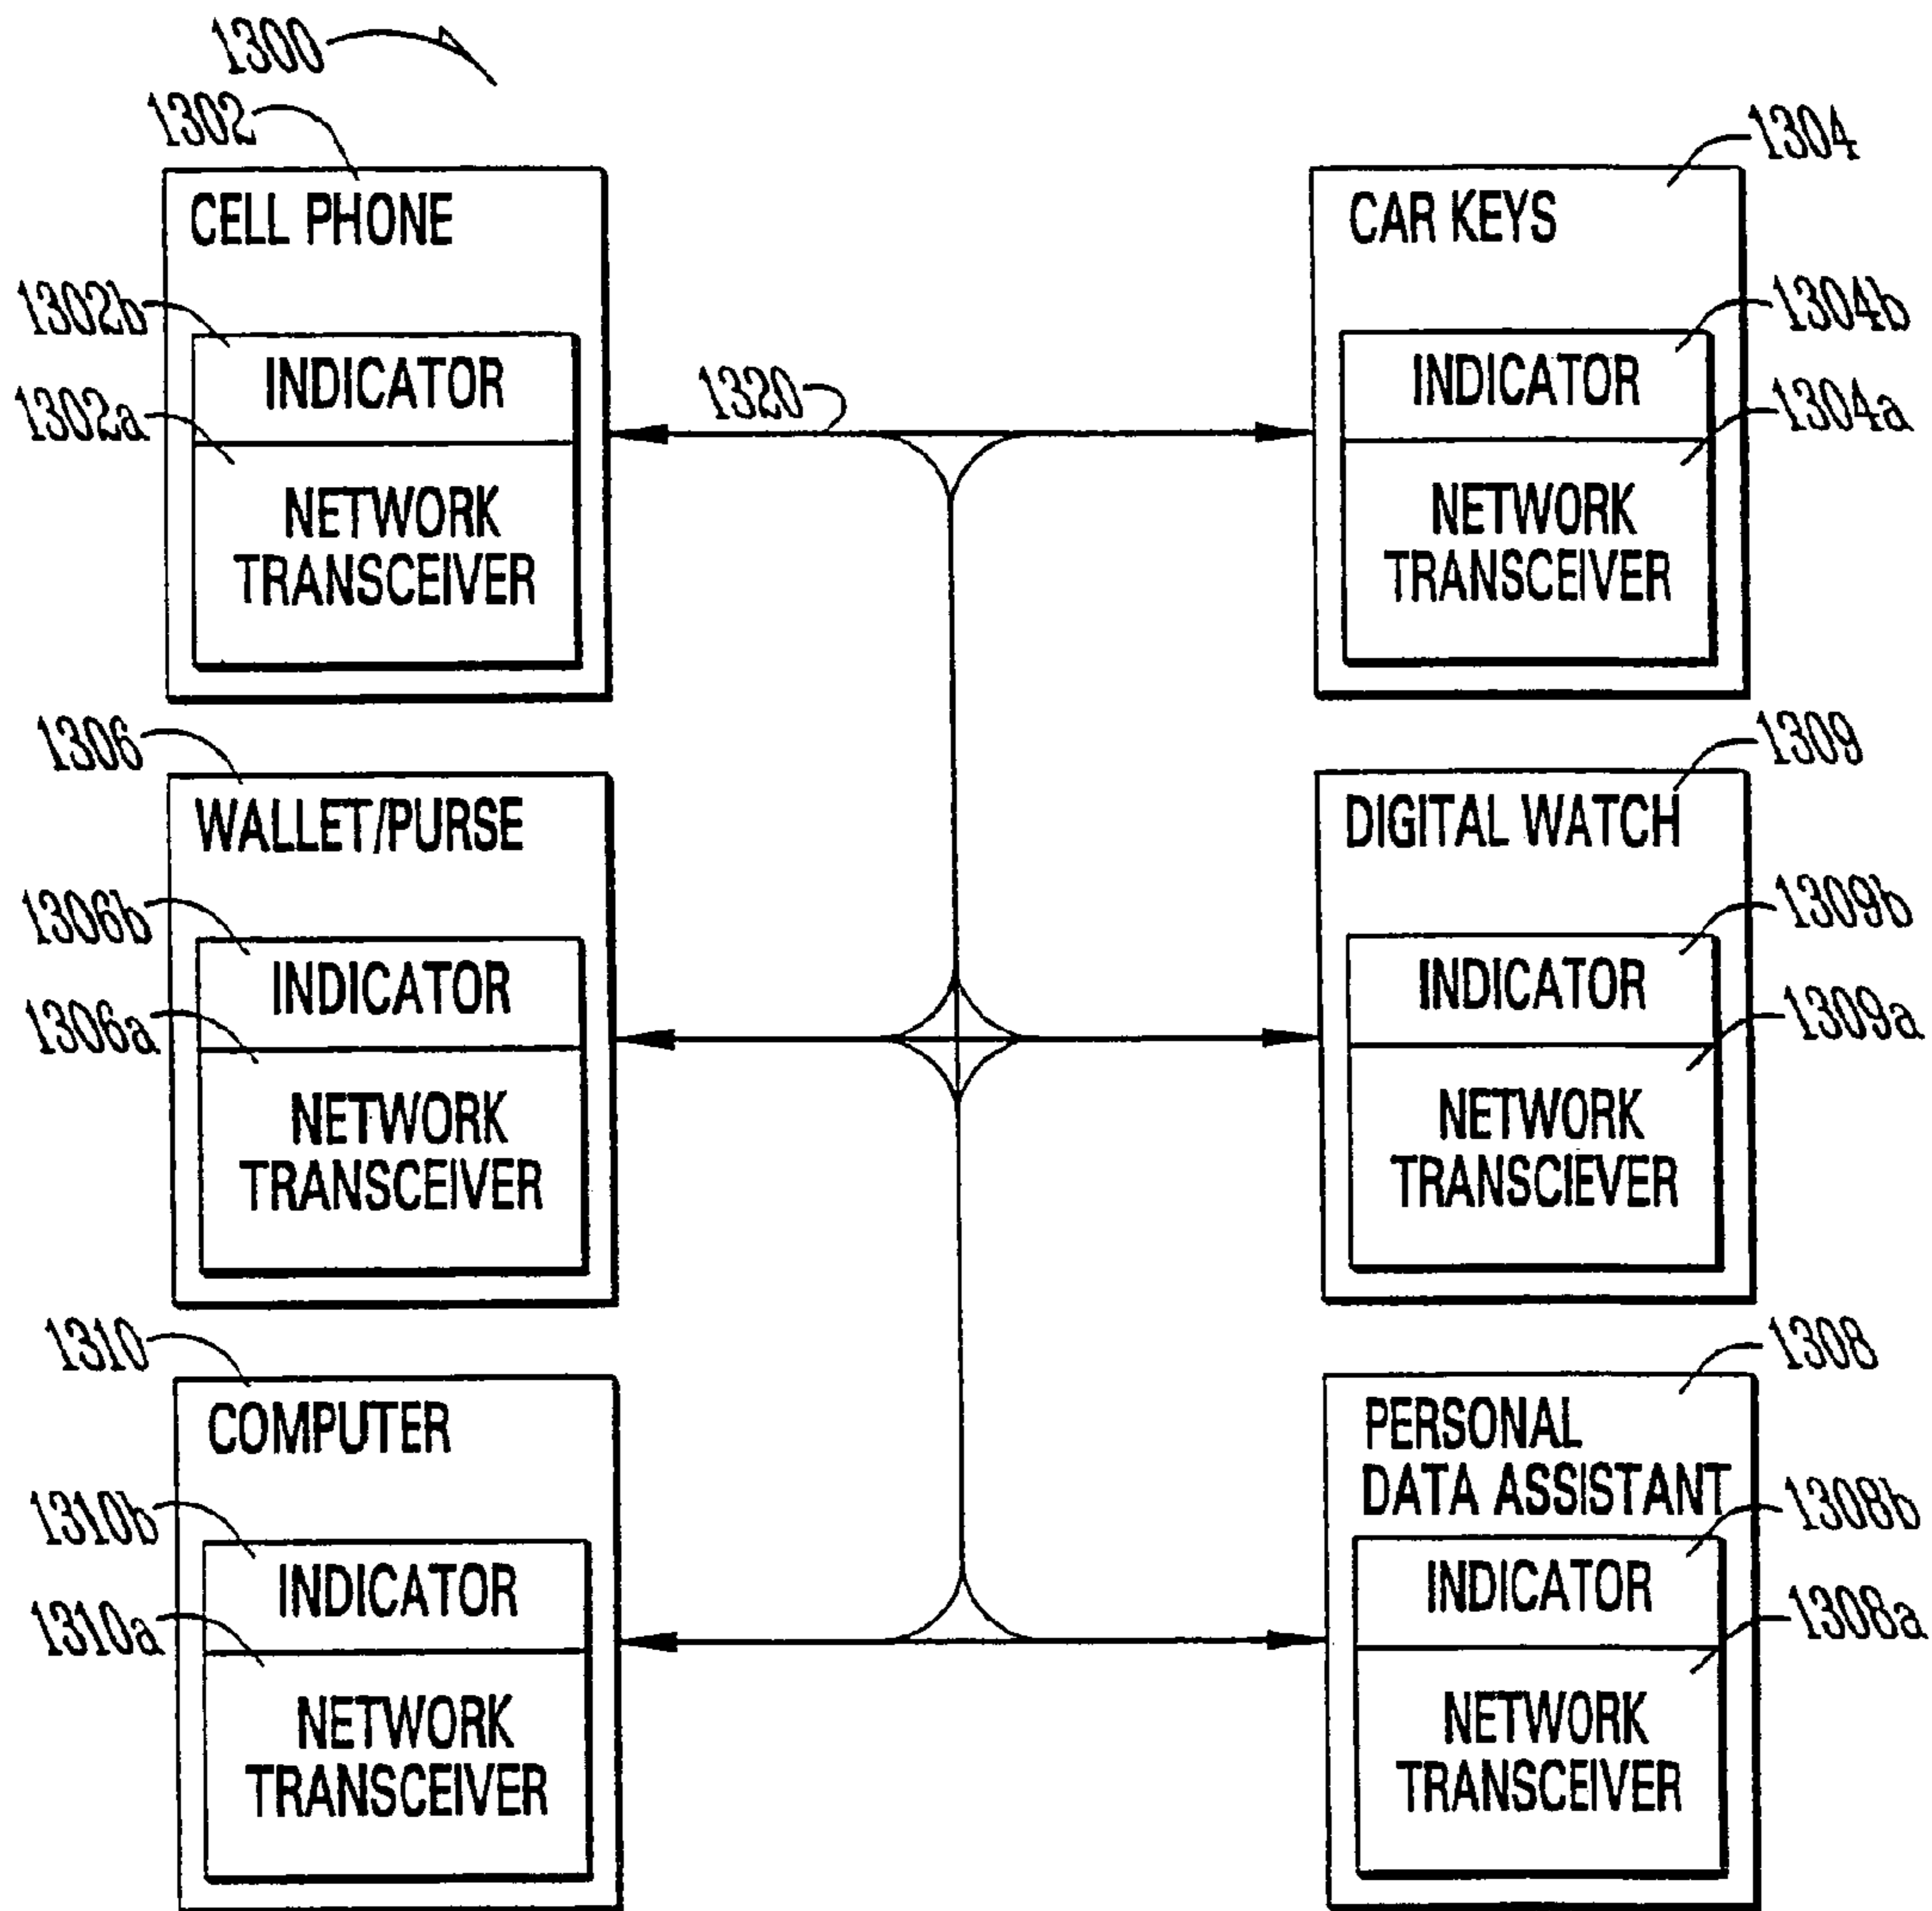 1300
1302
CELL PHONE
1302b
INDICATOR
1302a
NETWORK
TRANSCEIVER
1320
1304
CAR KEYS
1304b
INDICATOR
1304a
NETWORK
TRANSCEIVER
1306
WALLET/PURSE
1306b
INDICATOR
1306a
NETWORK
TRANSCEIVER
1309
DIGITAL WATCH
1309b
INDICATOR
1309a
NETWORK
TRANSCIEVER
1310
COMPUTER
1310b
INDICATOR
1310a
NETWORK
TRANSCEIVER
1308
PERSONAL
DATA ASSISTANT
1308b
INDICATOR
1308a
NETWORK
TRANSCEIVER